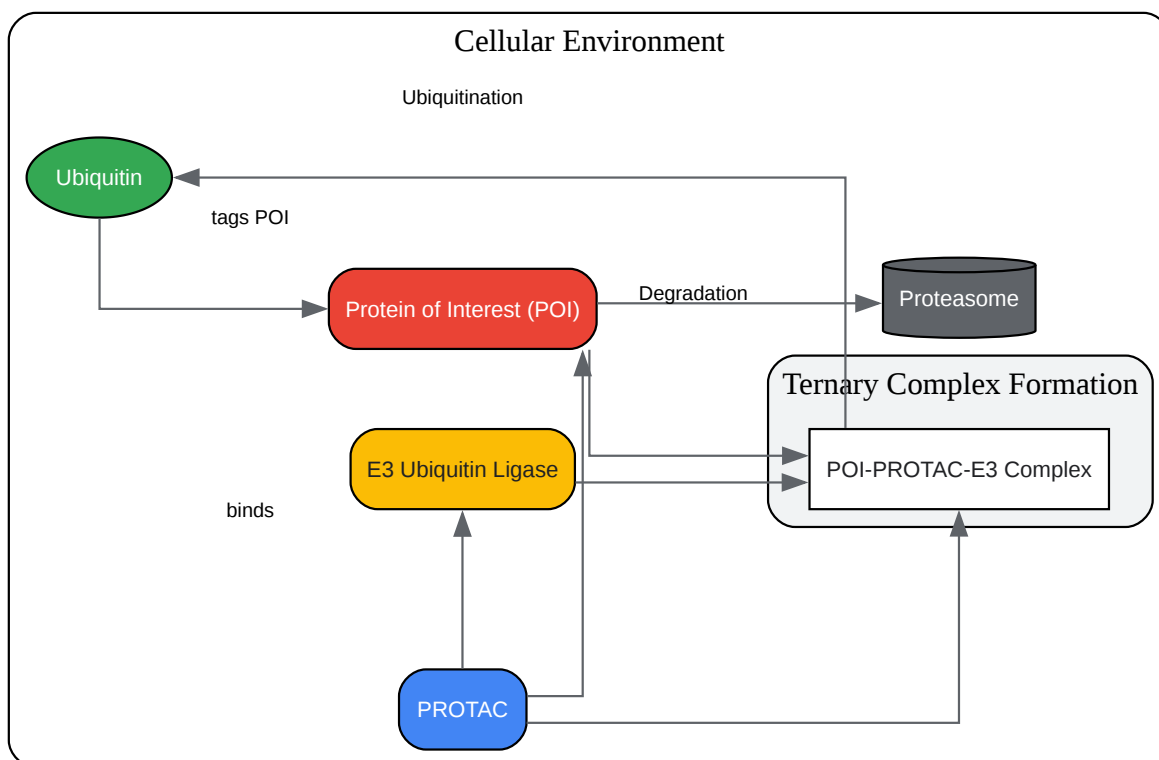 Cellular Environment
Ubiquitination
Ubiquitin
tags POI
Protein of Interest (POI)
Degradation
Proteasome
Ternary Complex Formation
E3 Ubiquitin Ligase
POI-PROTAC-E3 Complex
binds
PROTAC